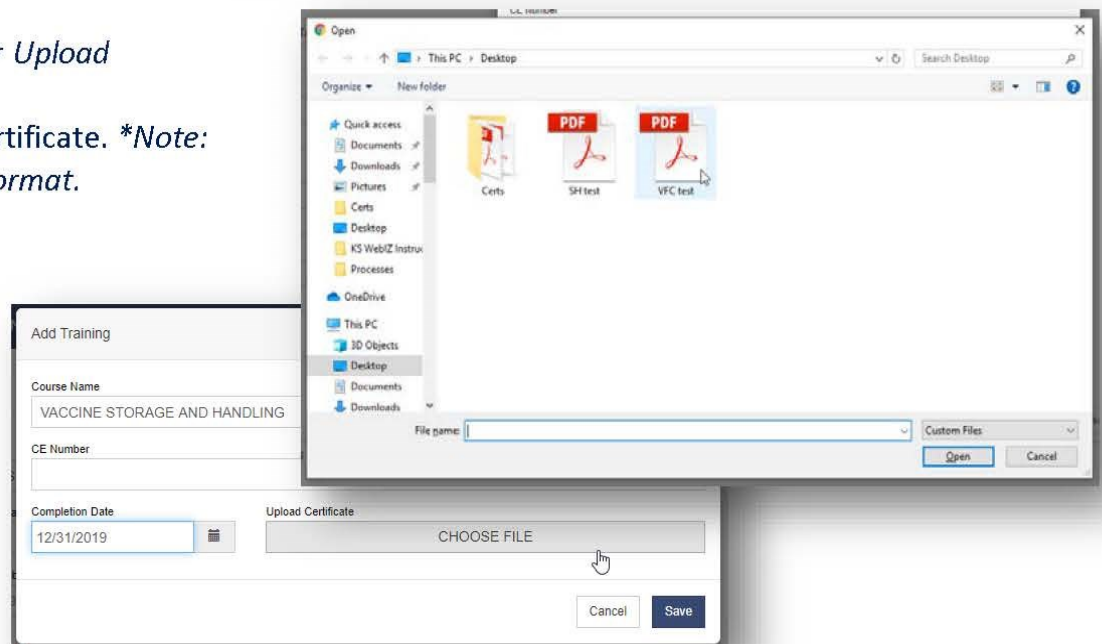 Upload
rtificate. *Note:
ormat.
CE Number
Open
This PC > Desktop
Search Desktop
Organize
New folder
Quick access
Documents
Downloads
Pictures
Certs
Desktop
KS WebIZ Instruc
Processes
OneDrive
This PC
3D Objects
Desktop
Documents
Downloads
PDF
Certs
PDF
SH test
PDF
VFC test
File name:
Custom Files
Open
Cancel
Add Training
Course Name
VACCINE STORAGE AND HANDLING
CE Number
Completion Date
Upload Certificate
12/31/2019
CHOOSE FILE
Cancel
Save